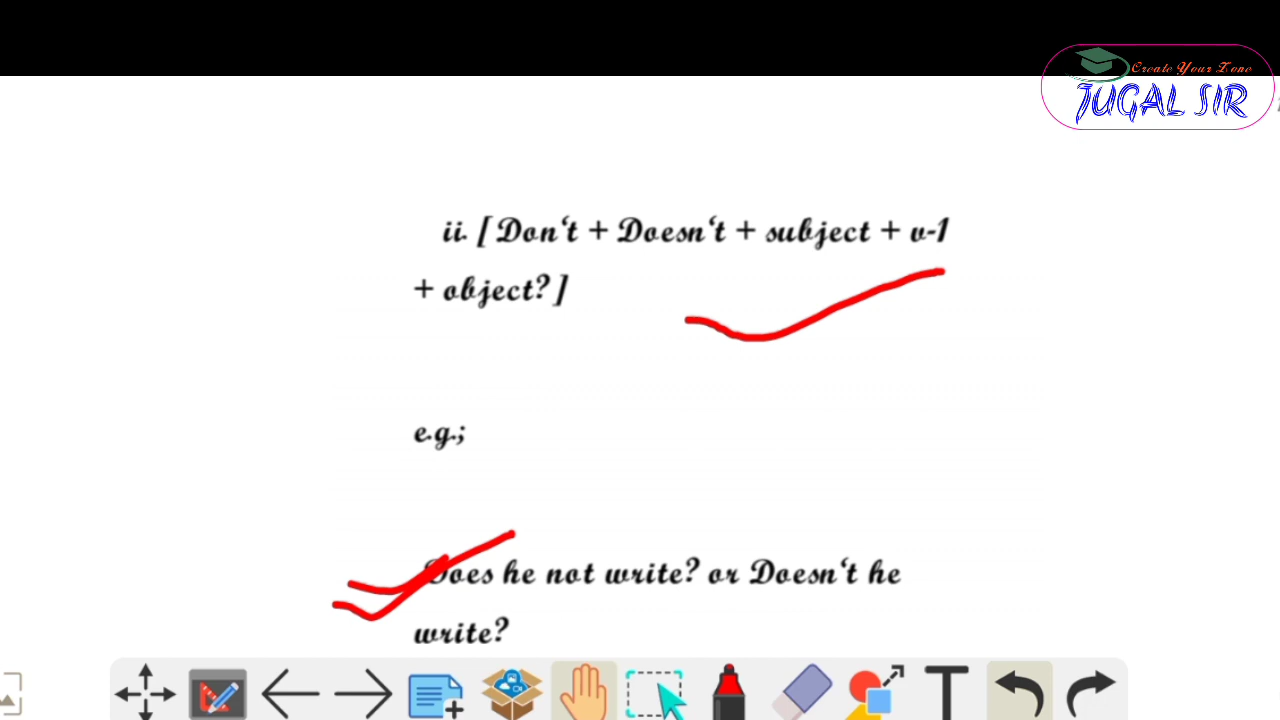 Create Your Zone
JUGAL SIR
ii. [ Don‘t + Doesn‘t + subject + v-1
+ object? ]
e.g.;
Does he not write? or Doesn‘t he
write?